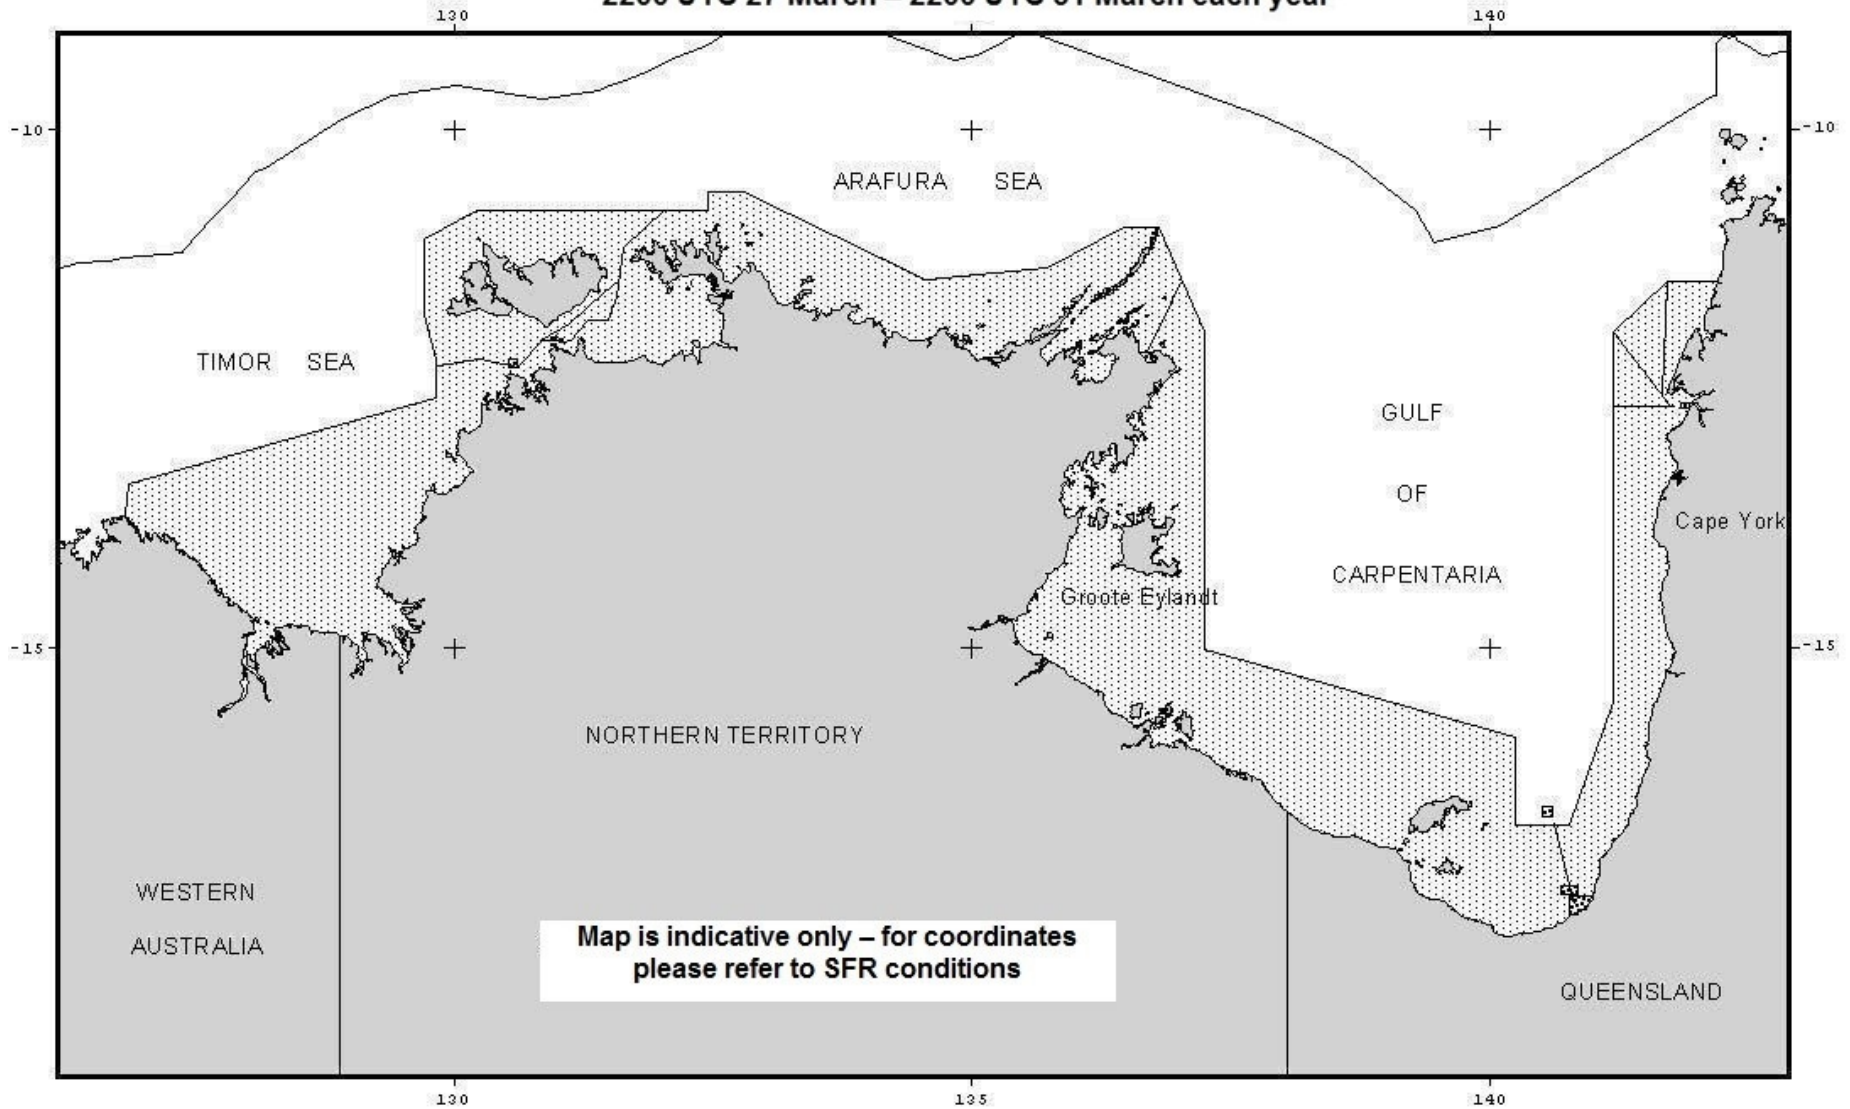 2200 UTC 27 March – 2200 UTC 31 March each year
130
140
-10
-10
ARAFURA SEA
TIMOR SEA
GULF
OF
CARPENTARIA
Cape York
Groote Eylandt
-15
-15
NORTHERN TERRITORY
WESTERN
AUSTRALIA
Map is indicative only – for coordinates
please refer to SFR conditions
QUEENSLAND
130
135
140